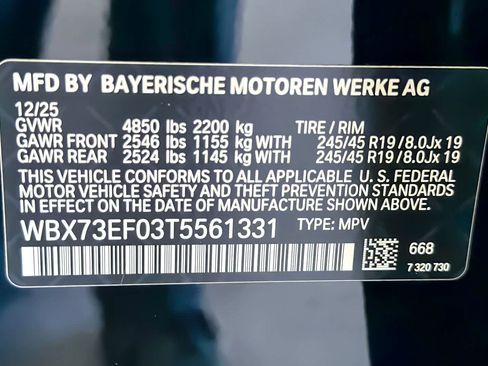 MFD BY BAYERISCHE MOTOREN WERKE AG
12/25
GVWR 4850 lbs 2200 kg TIRE / RIM
GAWR FRONT 2546 lbs 1155 kg WITH 245/45 R19 / 8.0Jx 19
GAWR REAR 2524 lbs 1145 kg WITH 245/45 R19 / 8.0Jx 19
THIS VEHICLE CONFORMS TO ALL APPLICABLE U. S. FEDERAL
MOTOR VEHICLE SAFETY AND THEFT PREVENTION STANDARDS
IN EFFECT ON THE DATE OF MANUFACTURE SHOWN ABOVE.
WBX73EF03T5561331 TYPE: MPV
668
7 320 730